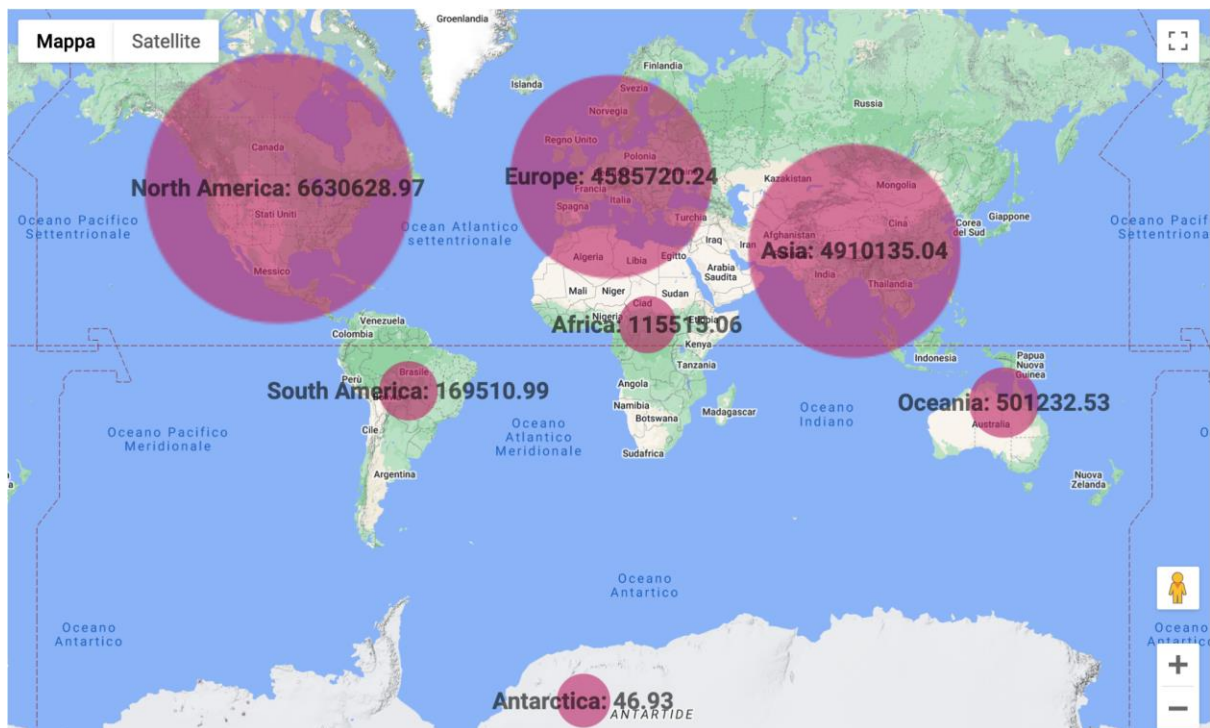 Groenlandia
Mappa
Satellite
Islanda
Finlandia
Svezia
Norvegia
Russia
Regno Unito
Canada
Polonia
North America: 6630628.97
Europe: 4585720.24
Kazakistan
Mongolia
Francia
Italia
Spagna
Stati Uniti
Turchia
Cina
Corea
del Sud
Giappone
Oceano Pacifico
Settentrionale
Ocean Atlantico
settentrionale
Oceano Pacif
Settentriona
Afghanistan
Iraq
Iran
Asia: 4910135.04
Algeria
Libia
Egitto
Arabia
Saudita
Messico
India
Thailandia
Mali
Niger
Sudan
Ciad
Nigeria
Etiopia
Africa: 115515.06
Venezuela
Colombia
Kenya
Tanzania
Indonesia
Papua
Nuova
Guinea
Perù
Brasile
South America: 169510.99
Angola
Namibia
Botswana
Madagascar
Oceano
Indiano
Oceania: 501232.53
Australia
Oceano Pacifico
Meridionale
Cile
Oceano
Atlantico
Meridionale
Sudafrica
Argentina
Nuova
Zelanda
Oceano
Antartico
Oceano
Antartico
Oceano
Antartico
Antarctica: 46.93
ANTARTIDE